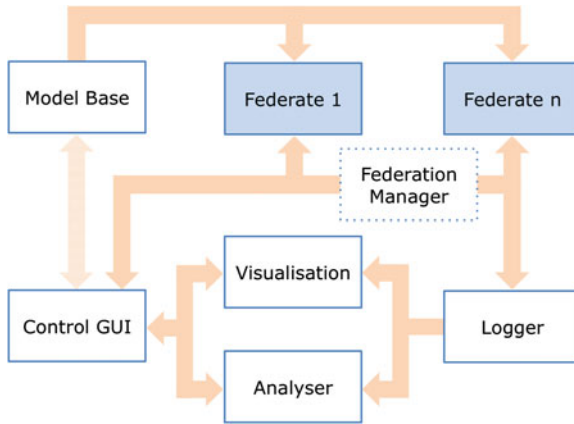 Model Base
Federate 1
Federate n
Federation
Manager
Visualisation
Control GUI
Logger
Analyser